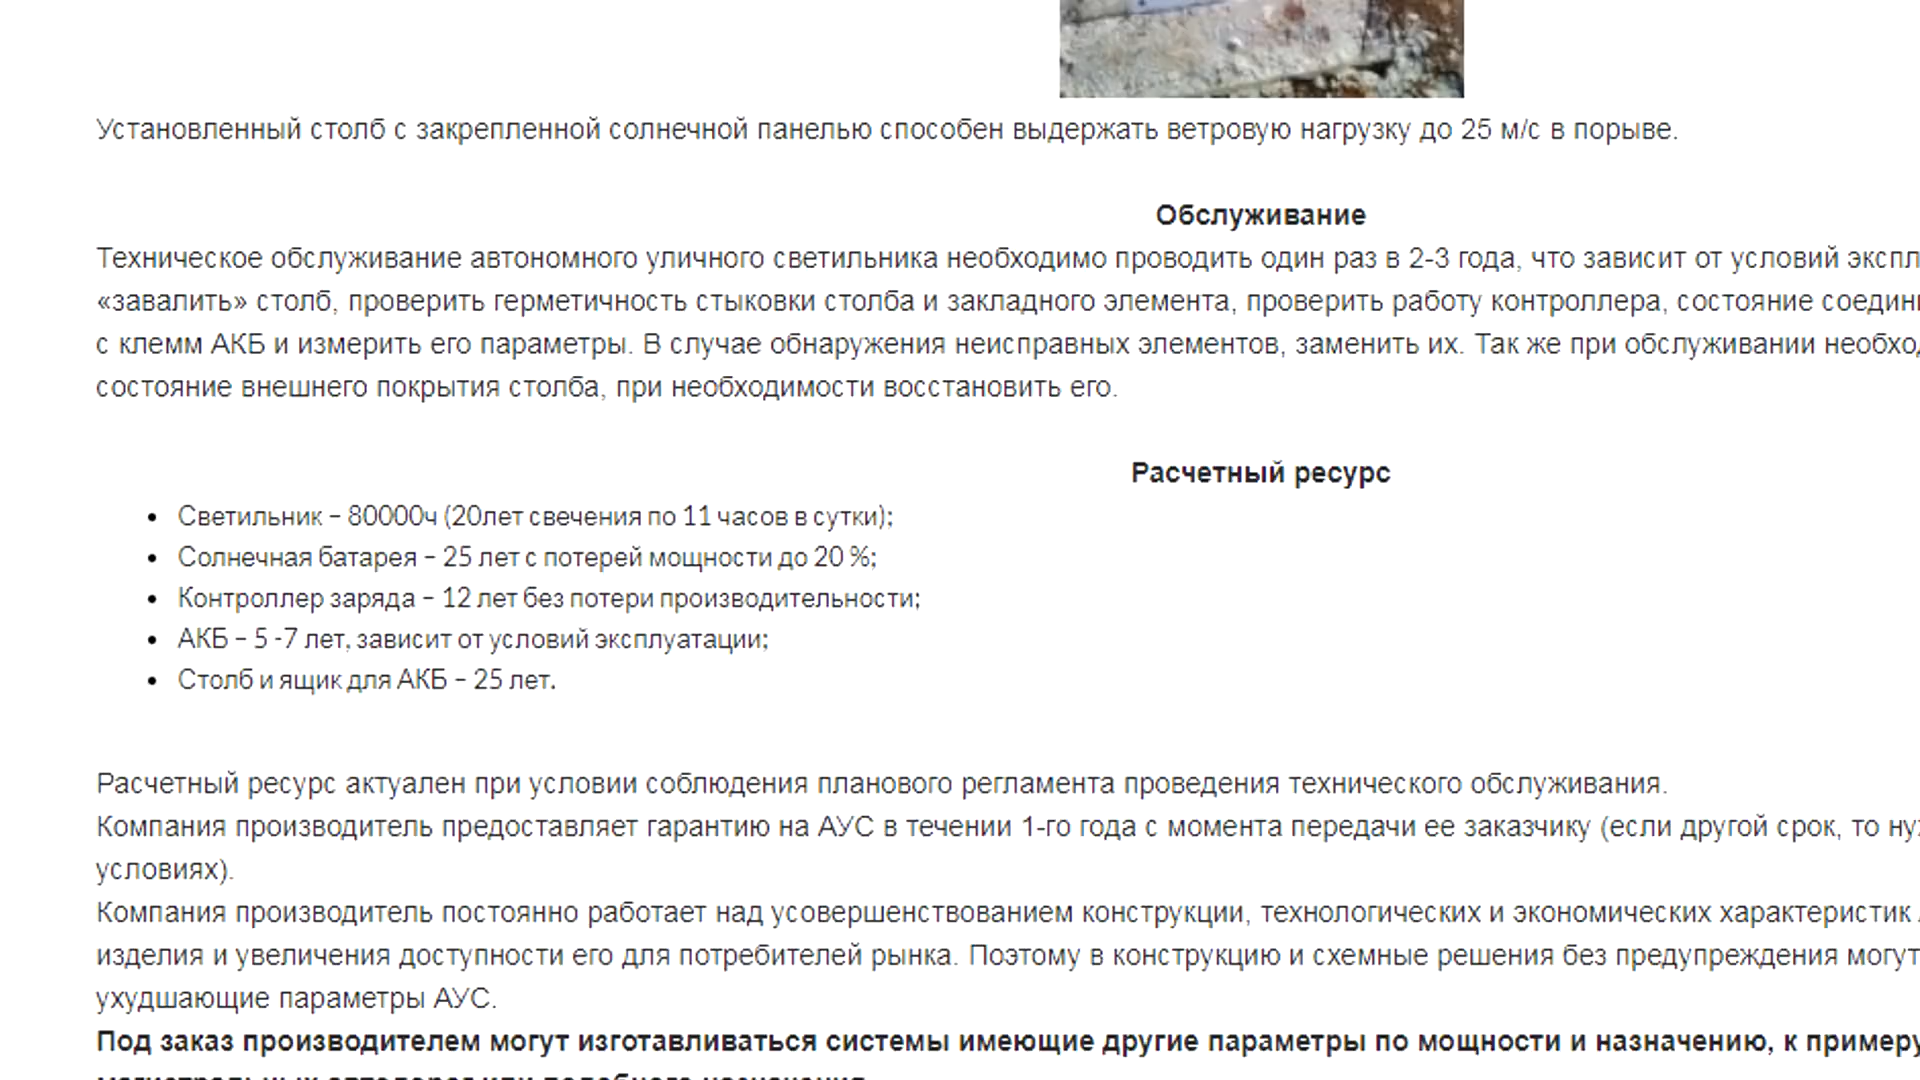 Установленный столб с закрепленной солнечной панелью способен выдержать ветровую нагрузку до 25 м/с в порыве.
Обслуживание
Техническое обслуживание автономного уличного светильника необходимо проводить один раз в 2-3 года, что зависит от условий экспл
«завалить» столб, проверить герметичность стыковки столба и закладного элемента, проверить работу контроллера, состояние соедин
с клемм АКБ и измерить его параметры. В случае обнаружения неисправных элементов, заменить их. Так же при обслуживании необхо
состояние внешнего покрытия столба, при необходимости восстановить его.
Расчетный ресурс
• Светильник – 80000ч (20лет свечения по 11 часов в сутки);
• Солнечная батарея – 25 лет с потерей мощности до 20 %;
• Контроллер заряда – 12 лет без потери производительности;
• АКБ – 5 -7 лет, зависит от условий эксплуатации;
• Столб и ящик для АКБ – 25 лет.
Расчетный ресурс актуален при условии соблюдения планового регламента проведения технического обслуживания.
Компания производитель предоставляет гарантию на АУС в течении 1-го года с момента передачи ее заказчику (если другой срок, то ну
условиях).
Компания производитель постоянно работает над усовершенствованием конструкции, технологических и экономических характеристик
изделия и увеличения доступности его для потребителей рынка. Поэтому в конструкцию и схемные решения без предупреждения могут
ухудшающие параметры АУС.
Под заказ производителем могут изготавливаться системы имеющие другие параметры по мощности и назначению, к примеру